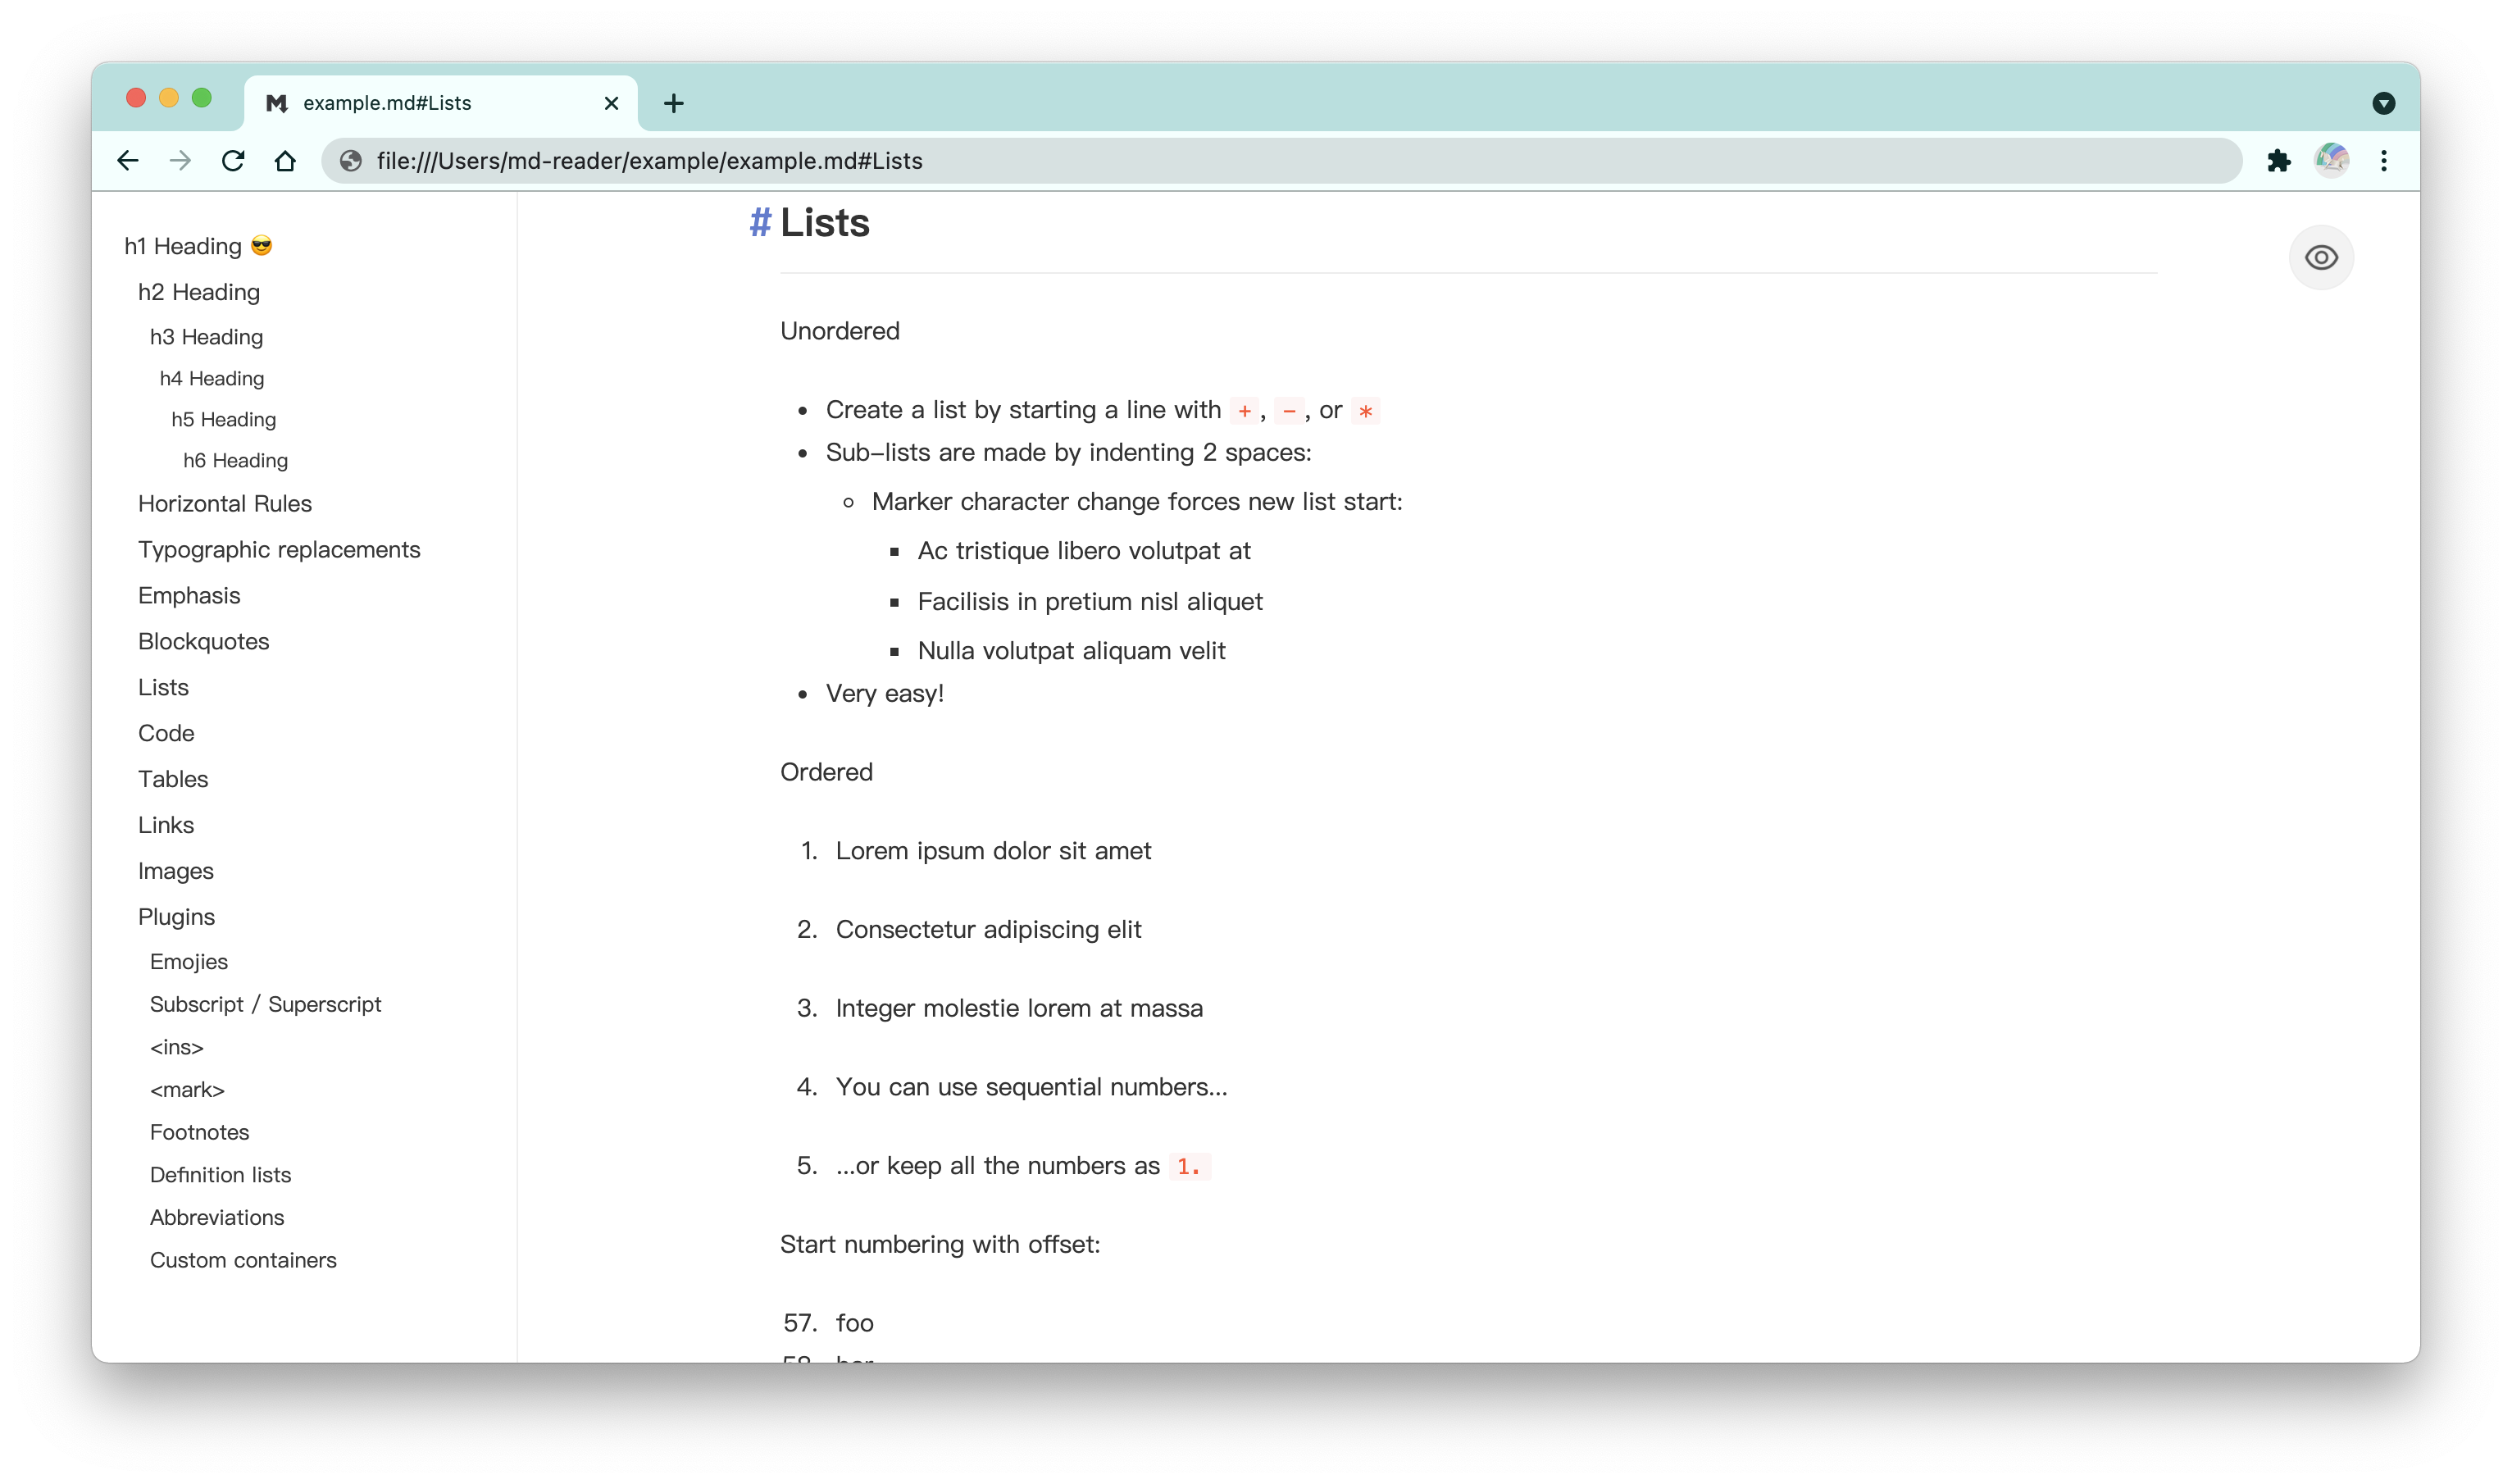 example.md#Lists
file:///Users/md-reader/example/example.md#Lists
h1 Heading 😎
h2 Heading
h3 Heading
h4 Heading
h5 Heading
h6 Heading
Horizontal Rules
Typographic replacements
Emphasis
Blockquotes
Lists
Code
Tables
Links
Images
Plugins
Emojies
Subscript / Superscript
<ins>
<mark>
Footnotes
Definition lists
Abbreviations
Custom containers
# Lists
Unordered
• Create a list by starting a line with +, -, or *
• Sub-lists are made by indenting 2 spaces:
◦ Marker character change forces new list start:
▪ Ac tristique libero volutpat at
▪ Facilisis in pretium nisl aliquet
▪ Nulla volutpat aliquam velit
• Very easy!
Ordered
1. Lorem ipsum dolor sit amet
2. Consectetur adipiscing elit
3. Integer molestie lorem at massa
4. You can use sequential numbers...
5. ...or keep all the numbers as 1.
Start numbering with offset:
57. foo